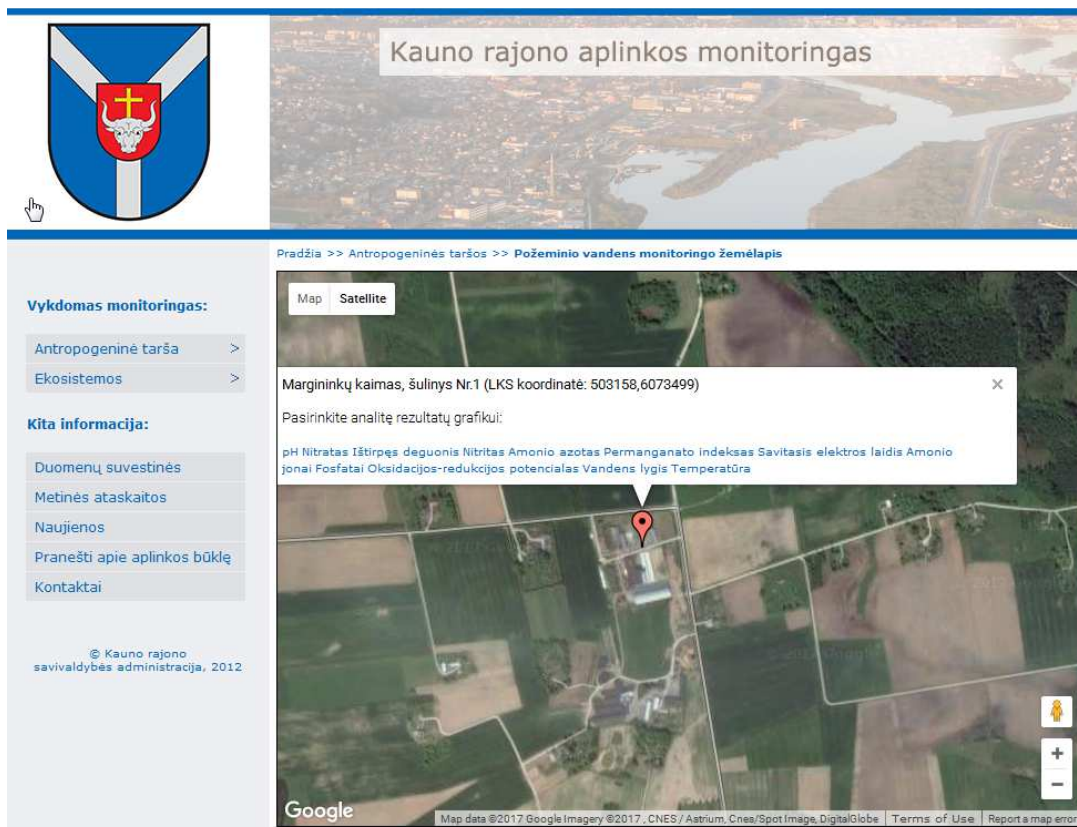 Kauno rajono aplinkos monitoringas
Pradžia >> Antropogeninės taršos >> Požeminio vandens monitoringo žemėlapis
Vykdomas monitoringas:
Antropogeninė tarša >
Ekosistemos >
Kita informacija:
Duomenų suvestinės
Metinės ataskaitos
Naujienos
Pranešti apie aplinkos būklę
Kontaktai
© Kauno rajono
savivaldybės administracija, 2012
Map Satellite
Margininkų kaimas, šulinys Nr.1 (LKS koordinatė: 503158,6073499) ×
Pasirinkite analitę rezultatų grafikui:
pH Nitratas Ištirpęs deguonis Nitritas Amonio azotas Permanganato indeksas Savitasis elektros laidis Amonio
jonai Fosfatai Oksidacijos-redukcijos potencialas Vandens lygis Temperatūra
+
−
Google
Map data ©2017 Google Imagery ©2017 , CNES / Astrium, Cnes/Spot Image, DigitalGlobe Terms of Use Report a map error